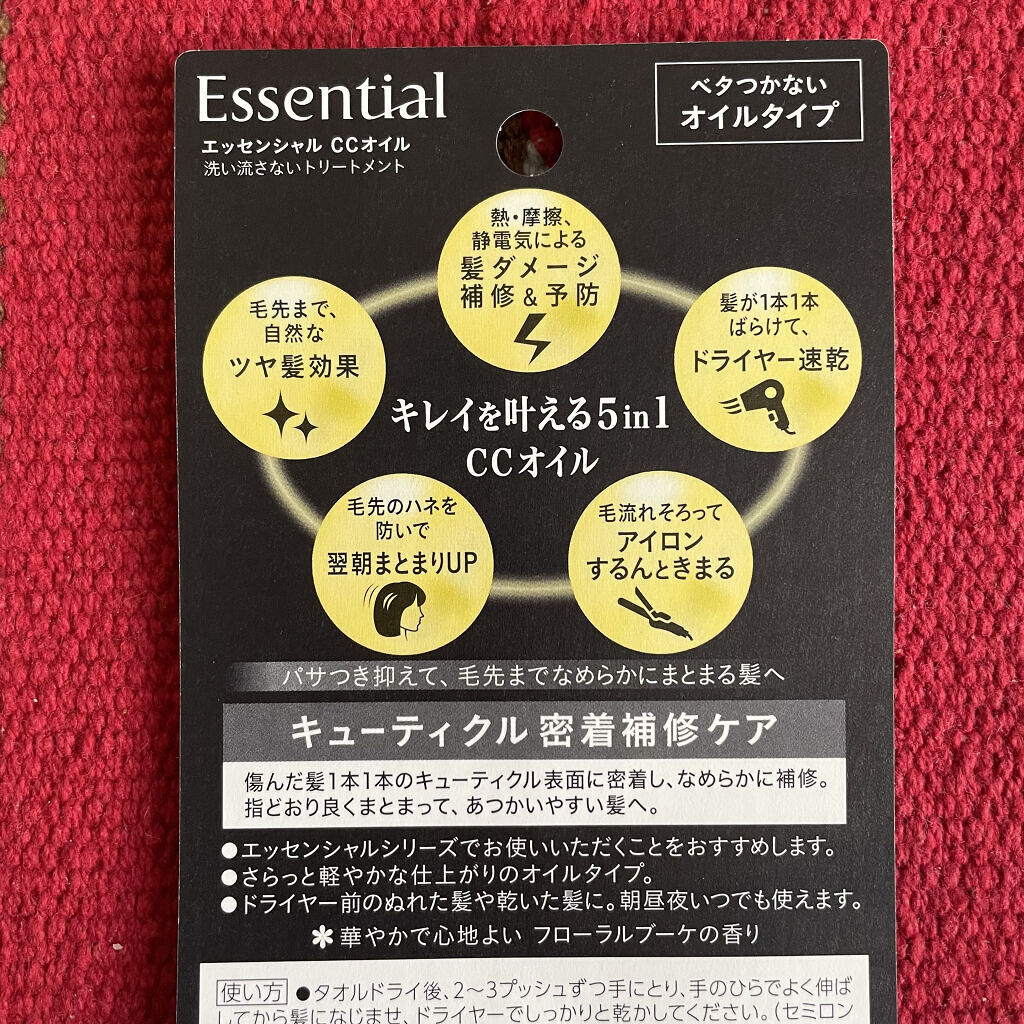 Essential
エッセンシャル CCオイル
洗い流さないトリートメント
ベタつかない
オイルタイプ
熱・摩擦、
静電気による
髪ダメージ
補修&予防
毛先まで、
自然な
ツヤ髪効果
髪が1本1本
ばらけて、
ドライヤー速乾
キレイを叶える5in1
CCオイル
毛先のハネを
防いで
翌朝まとまりUP
毛流れそろって
アイロン
するんときまる
パサつき抑えて、毛先までなめらかにまとまる髪へ
キューティクル 密着補修ケア
傷んだ髪1本1本のキューティクル表面に密着し、なめらかに補修。
指どおり良くまとまって、あつかいやすい髪へ。
●エッセンシャルシリーズでお使いいただくことをおすすめします。
●さらっと軽やかな仕上がりのオイルタイプ。
●ドライヤー前のぬれた髪や乾いた髪に。朝昼夜いつでも使えます。
＊華やかで心地よい フローラルブーケの香り
使い方 ●タオルドライ後、2〜3プッシュずつ手にとり、手のひらでよく伸ば
してから髪になじませ、ドライヤーでしっかりと乾かしてください。(セミロン